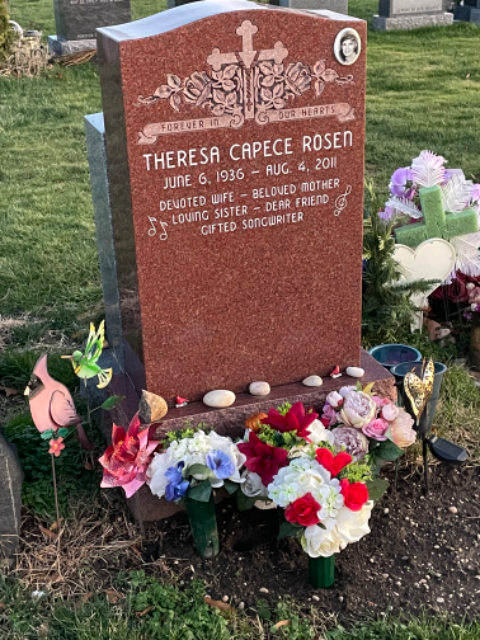 FOREVER IN OUR HEARTS
THERESA CAPECE ROSEN
JUNE 6, 1936 – AUG. 4, 2011
DEVOTED WIFE – BELOVED MOTHER
LOVING SISTER – DEAR FRIEND
GIFTED SONGWRITER